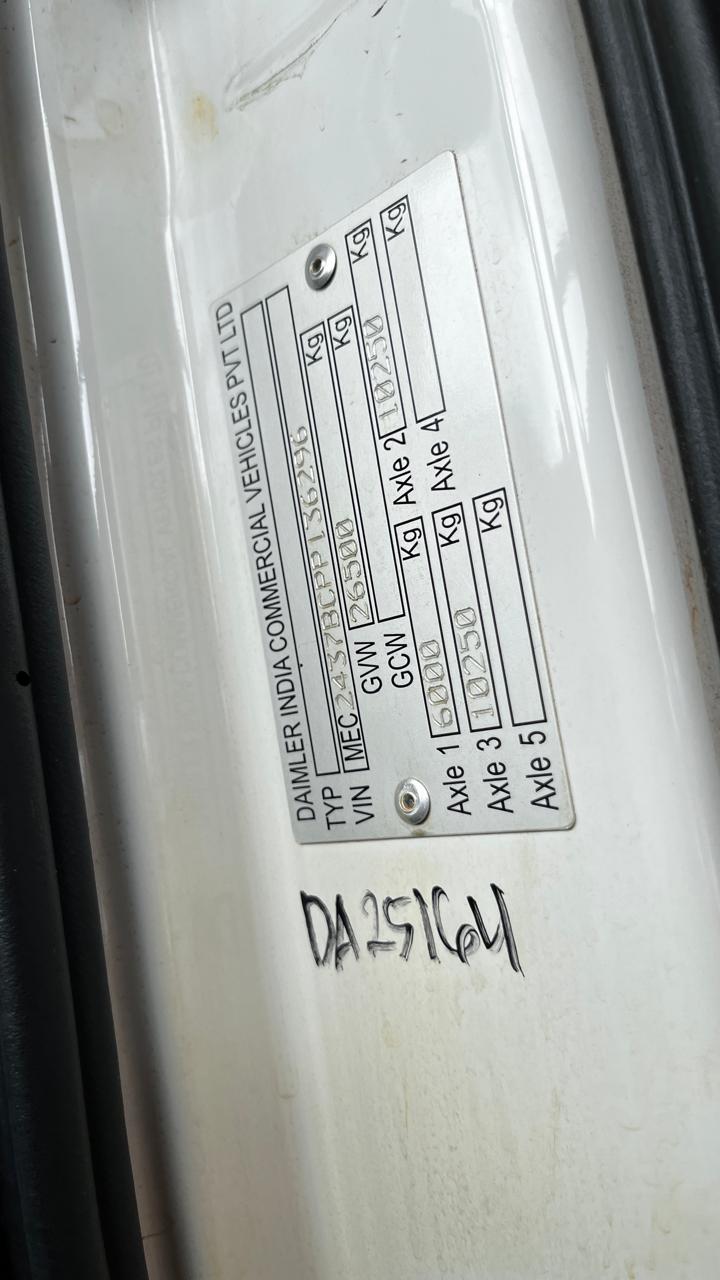 DAIMLER INDIA COMMERCIAL VEHICLES PVT LTD
TYP
VIN MEC2437BCPP136296
GVW 26500 Kg
GCW Kg
Axle 1 6000 Kg Axle 2 10250 Kg
Axle 3 10250 Kg Axle 4 Kg
Axle 5 Kg